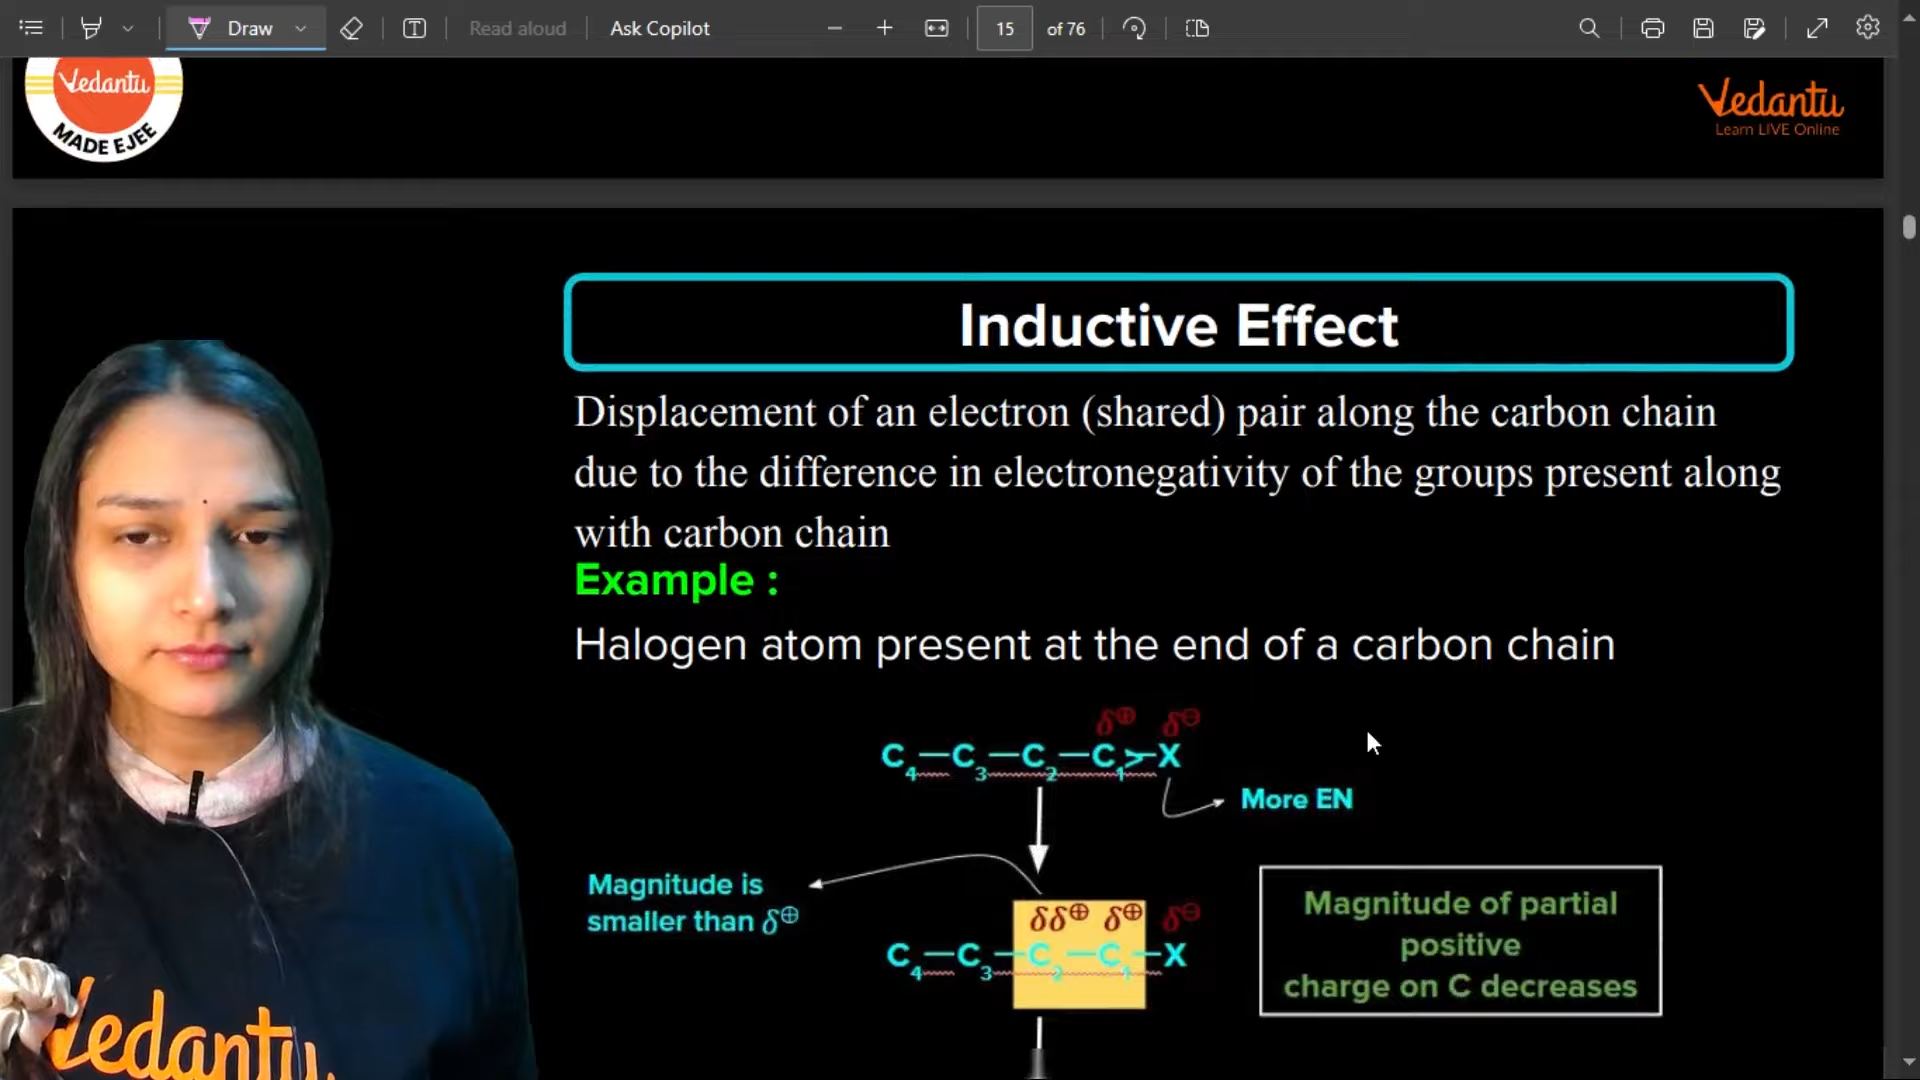 Draw
Read aloud
Ask Copilot
15
of 76
Vedantu
MADE EJEE
Vedantu
Learn LIVE Online
Inductive Effect
Displacement of an electron (shared) pair along the carbon chain
due to the difference in electronegativity of the groups present along
with carbon chain
Example :
Halogen atom present at the end of a carbon chain
δ⊕ δ⊖
C₄—C₃—C₂—C₁>—X
More EN
Magnitude is
smaller than δ⊕
δδ⊕ δ⊕ δ⊖
C₄—C₃—C₂—C₁—X
Magnitude of partial
positive
charge on C decreases
Vedantu